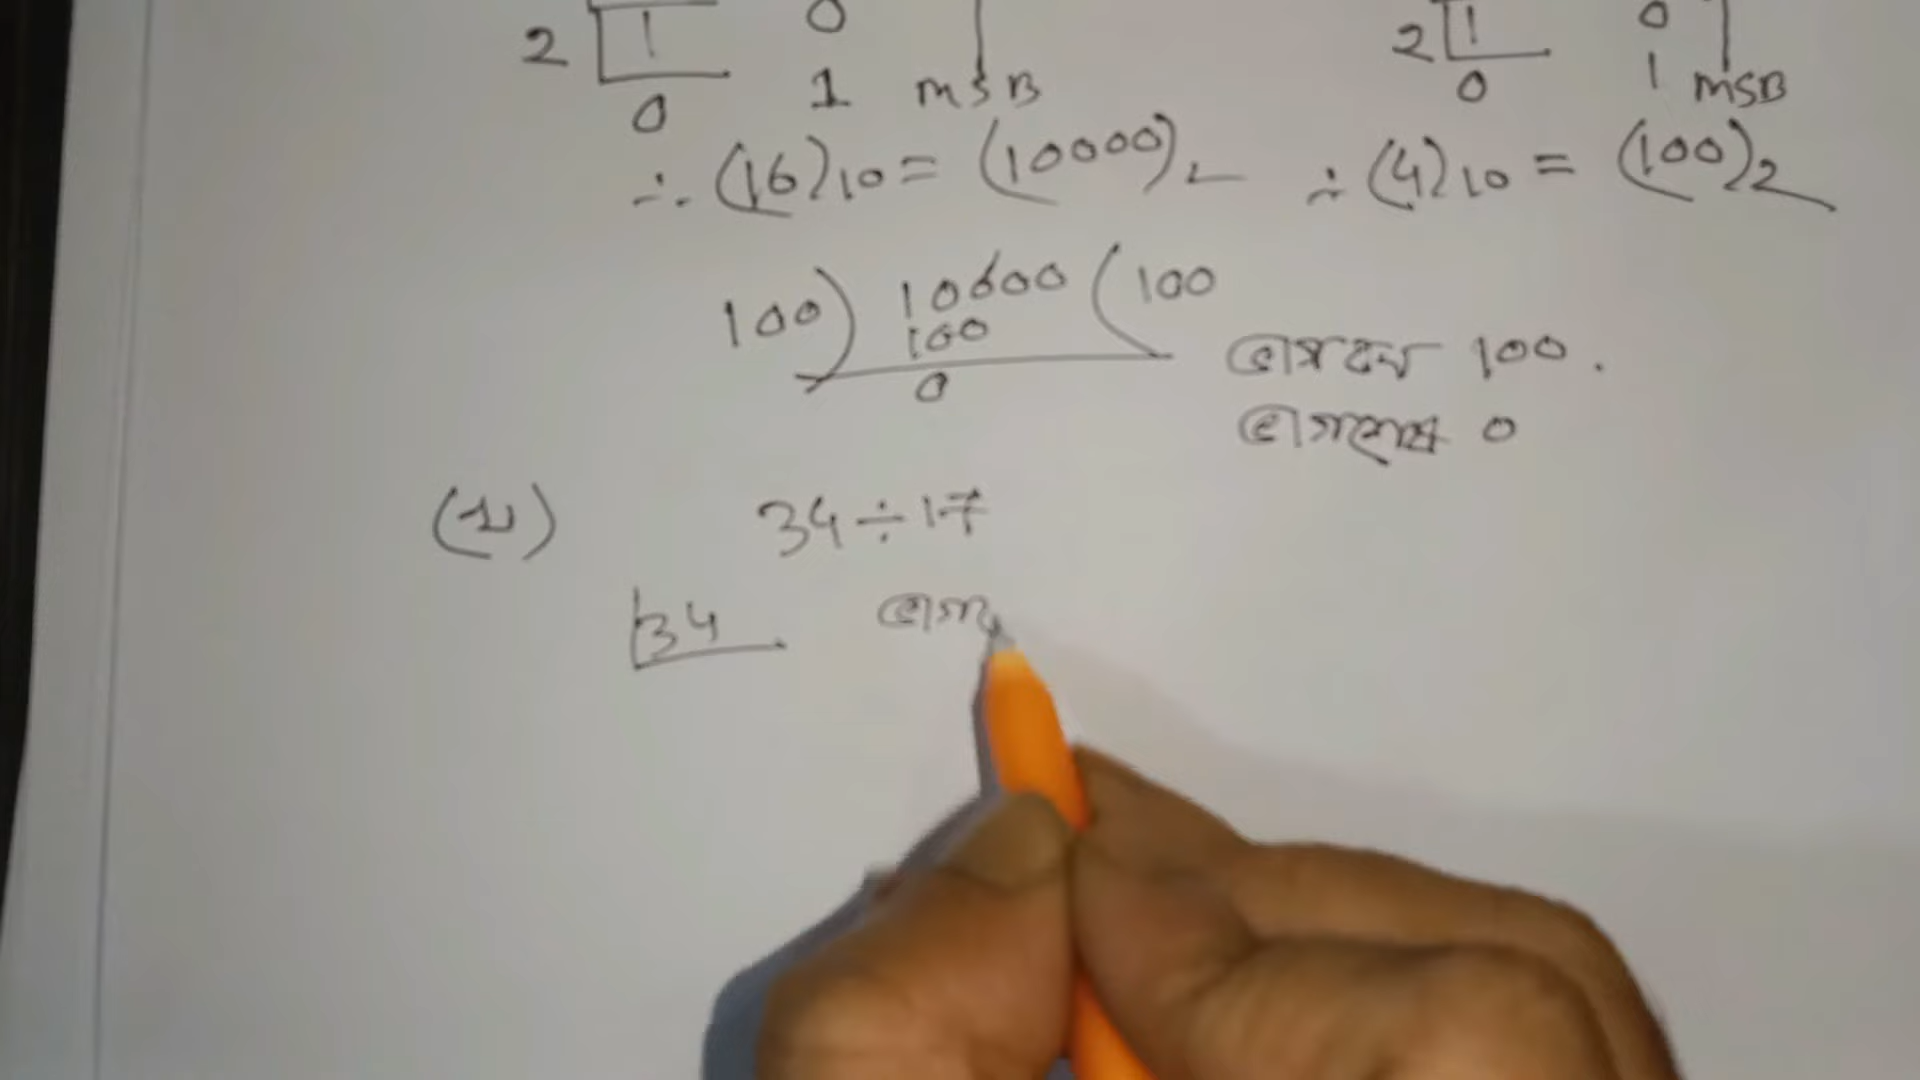 2 1 0 2 1 0
0 1 MSB 0 1 MSB
∴ (16)10 = (10000)2 ∴ (4)10 = (100)2
100) 10000 (100
100
0
ভাগফল 100.
ভাগশেষ 0
34÷17
34 ভাগ